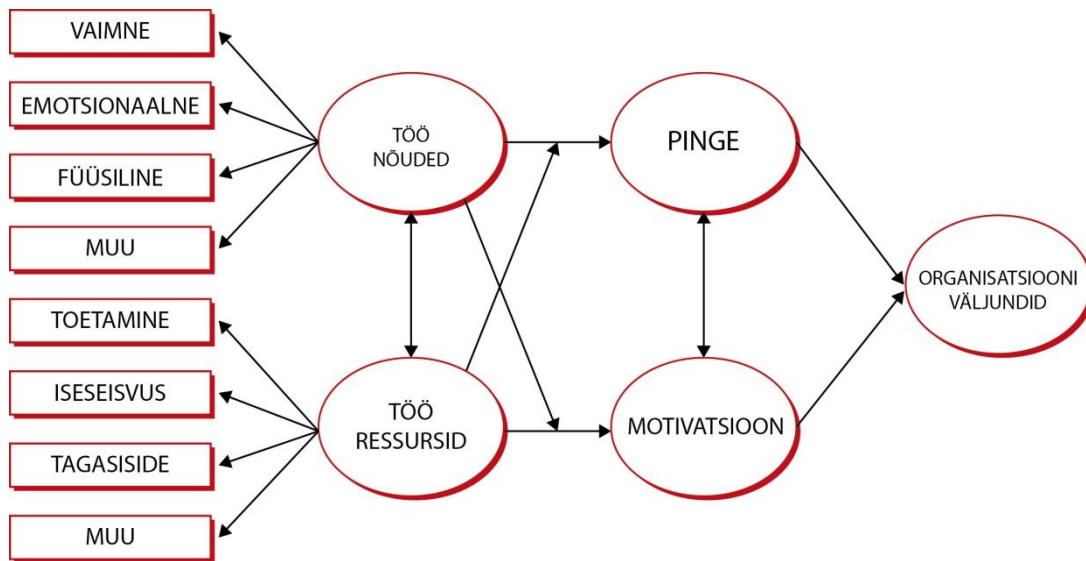 VAIMNE
EMOTSIONAALNE
FÜÜSILINE
MUU
TOETAMINE
ISESEISVUS
TAGASISIDE
MUU
TÖÖ
NÕUDED
TÖÖ
RESSURSID
PINGE
MOTIVATSIOON
ORGANISATSIOONI
VÄLJUNDID